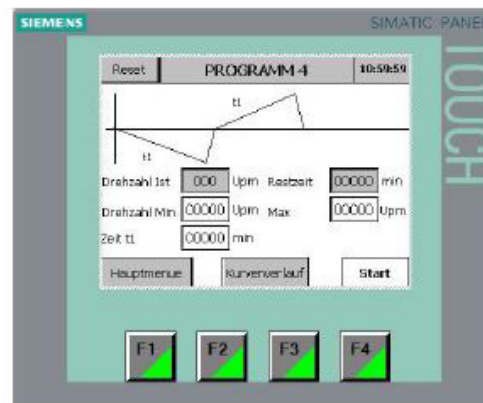 SIEMENS SIMATIC PANEL
TOUCH
Reset PROGRAMM 4 10:59:59
t1
t1
Drehzahl Ist 000 Upm Restzeit 00000 min
Drehzahl Min 00000 Upm Max 00000 Upm
Zeit t1 00000 min
Hauptmenue Kurvenverlauf Start
F1 F2 F3 F4